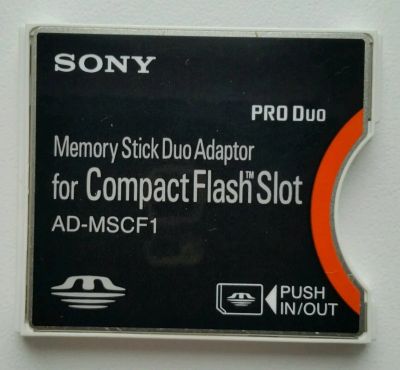 SONY
PRO Duo
Memory Stick Duo Adaptor
for CompactFlash™ Slot
AD-MSCF1
PUSH
IN/OUT